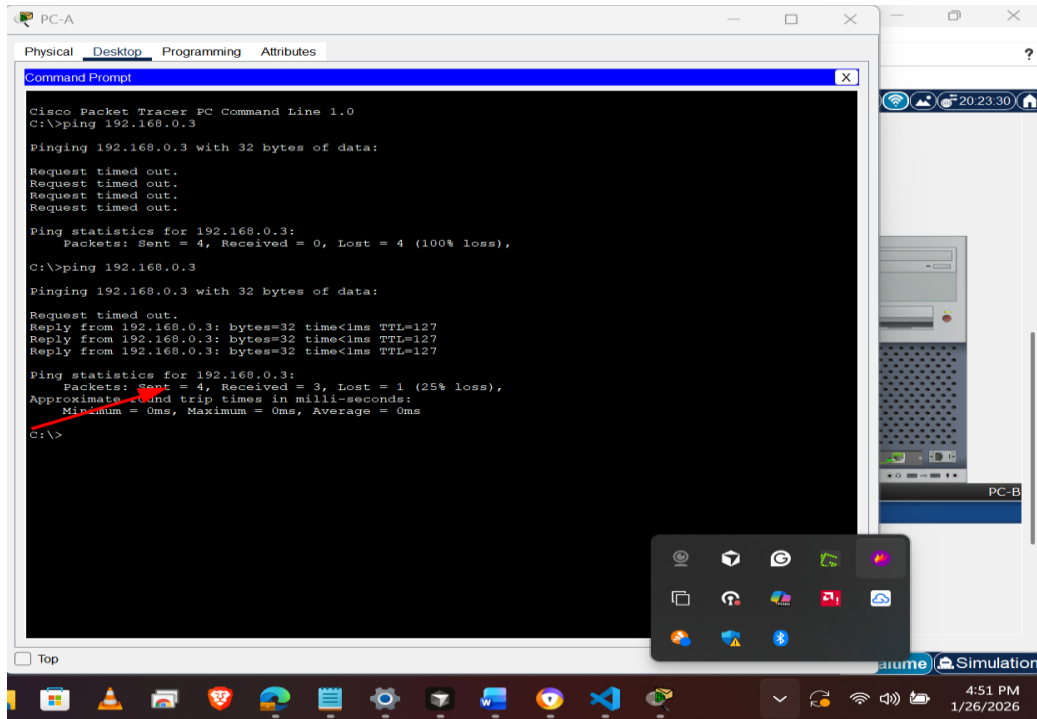 PC-A
Physical Desktop Programming Attributes
?
Command Prompt
X
20:23:30
Cisco Packet Tracer PC Command Line 1.0
C:\>ping 192.168.0.3
Pinging 192.168.0.3 with 32 bytes of data:
Request timed out.
Request timed out.
Request timed out.
Request timed out.
Ping statistics for 192.168.0.3:
Packets: Sent = 4, Received = 0, Lost = 4 (100% loss),
C:\>ping 192.168.0.3
Pinging 192.168.0.3 with 32 bytes of data:
Request timed out.
Reply from 192.168.0.3: bytes=32 time<1ms TTL=127
Reply from 192.168.0.3: bytes=32 time<1ms TTL=127
Reply from 192.168.0.3: bytes=32 time<1ms TTL=127
Ping statistics for 192.168.0.3:
Packets: Sent = 4, Received = 3, Lost = 1 (25% loss),
Approximate round trip times in milli-seconds:
Minimum = 0ms, Maximum = 0ms, Average = 0ms
C:\>
PC-B
Top
Simulation
4:51 PM
1/26/2026